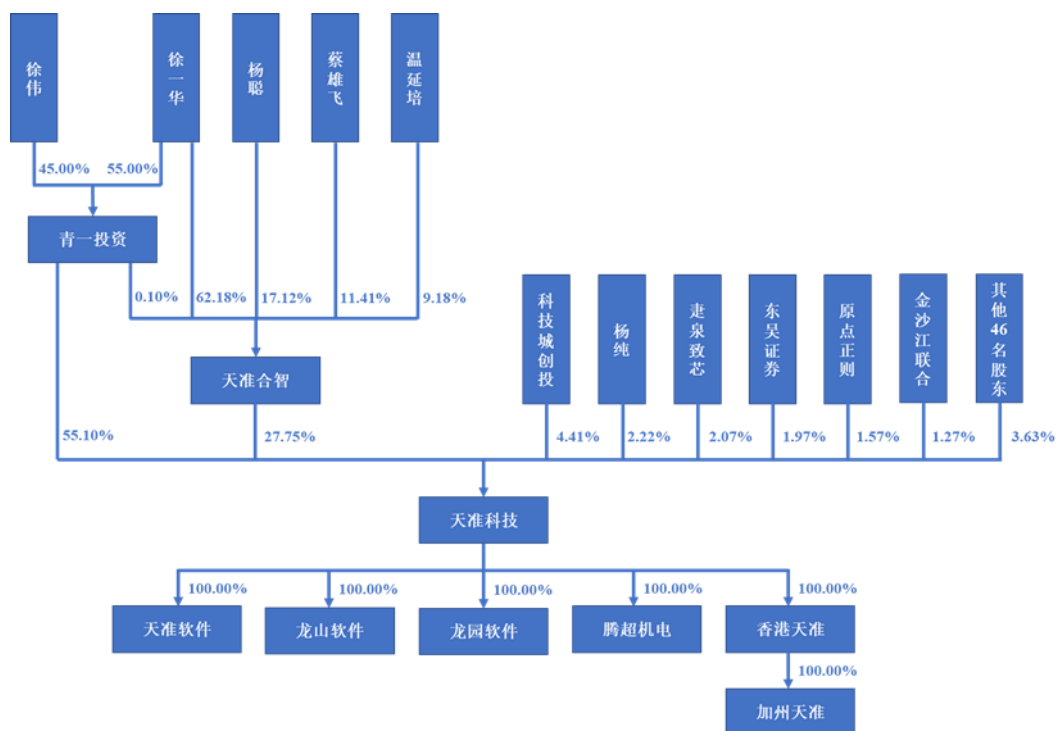 徐伟
徐一华
杨聪
蔡雄飞
温延培
45.00%
55.00%
青一投资
0.10%
62.18%
17.12%
11.41%
9.18%
科技城创投
杨纯
疌泉致芯
东吴证券
原点正则
金沙江联合
其他46名股东
天准合智
55.10%
27.75%
4.41%
2.22%
2.07%
1.97%
1.57%
1.27%
3.63%
天准科技
100.00%
100.00%
100.00%
100.00%
100.00%
天准软件
龙山软件
龙园软件
腾超机电
香港天准
100.00%
加州天准